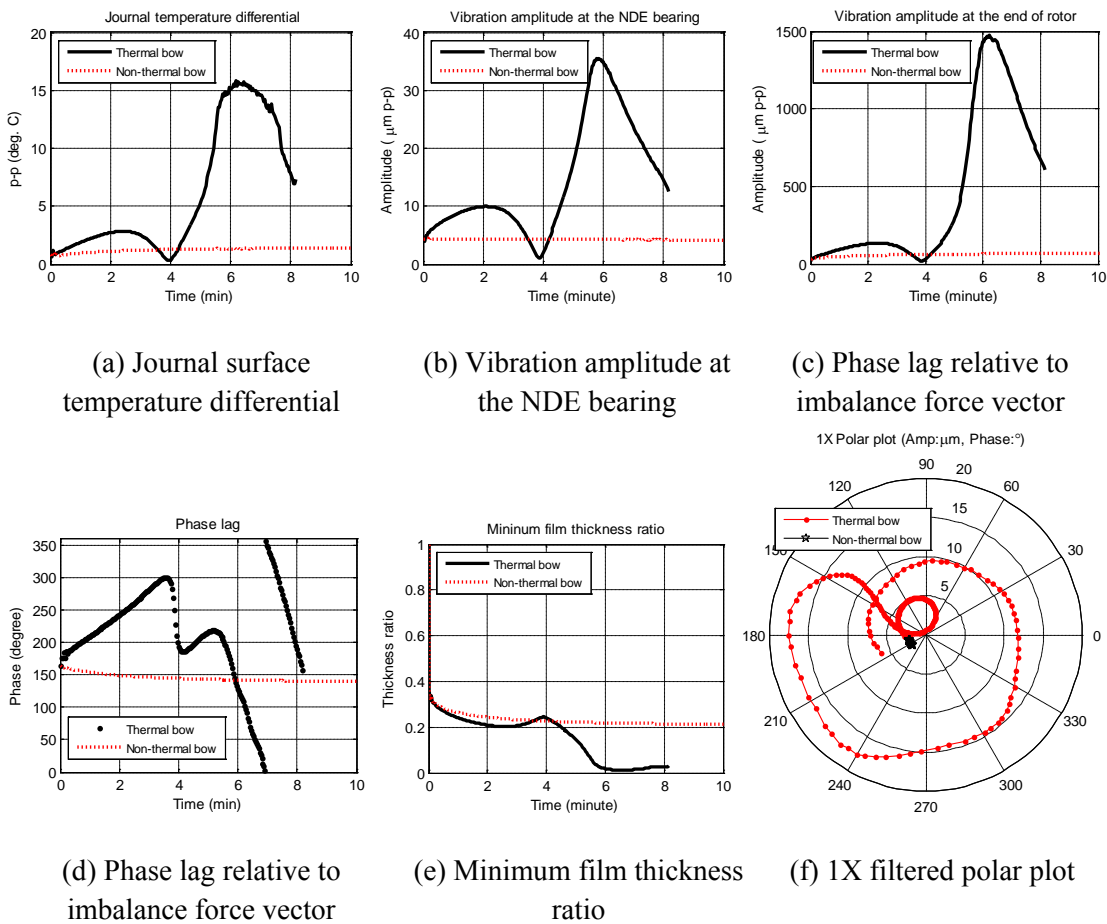 Journal temperature differential
20
15
10
5
0
p-p (deg. C)
Thermal bow
Non-thermal bow
0 2 4 6 8 10
Time (min)
Vibration amplitude at the NDE bearing
40
30
20
10
0
Amplitude ( μm p-p)
Thermal bow
Non-thermal bow
0 2 4 6 8 10
Time (minute)
Vibration amplitude at the end of rotor
1500
1000
500
0
Amplitude ( μm p-p)
Thermal bow
Non-thermal bow
0 2 4 6 8 10
Time (minute)
(a) Journal surface
temperature differential
(b) Vibration amplitude at
the NDE bearing
(c) Phase lag relative to
imbalance force vector
Phase lag
350
300
250
200
150
100
50
0
Phase (degree)
Thermal bow
Non-thermal bow
0 2 4 6 8 10
Time (min)
Mininum film thickness ratio
1
0.8
0.6
0.4
0.2
0
Thickness ratio
Thermal bow
Non-thermal bow
0 2 4 6 8 10
Time (minute)
1X Polar plot (Amp:μm, Phase:°)
90
20
120
60
15
Thermal bow
Non-thermal bow
10
150
30
5
180
0
210
330
240
300
270
(d) Phase lag relative to
imbalance force vector
(e) Minimum film thickness
ratio
(f) 1X filtered polar plot